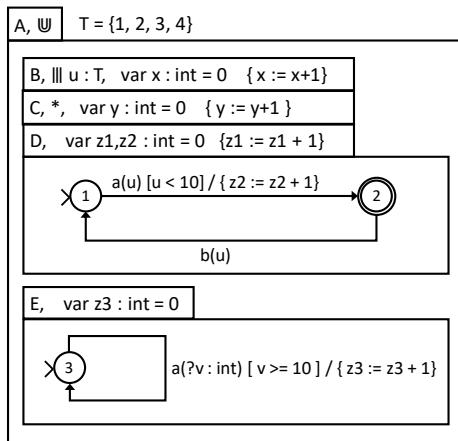 A, ⋓ T = {1, 2, 3, 4}
B, ||| u : T, var x : int = 0 { x := x+1}
C, *, var y : int = 0 { y := y+1 }
D, var z1,z2 : int = 0 {z1 := z1 + 1}
a(u) [u < 10] / { z2 := z2 + 1}
1
2
b(u)
E, var z3 : int = 0
3
a(?v : int) [ v >= 10 ] / { z3 := z3 + 1}